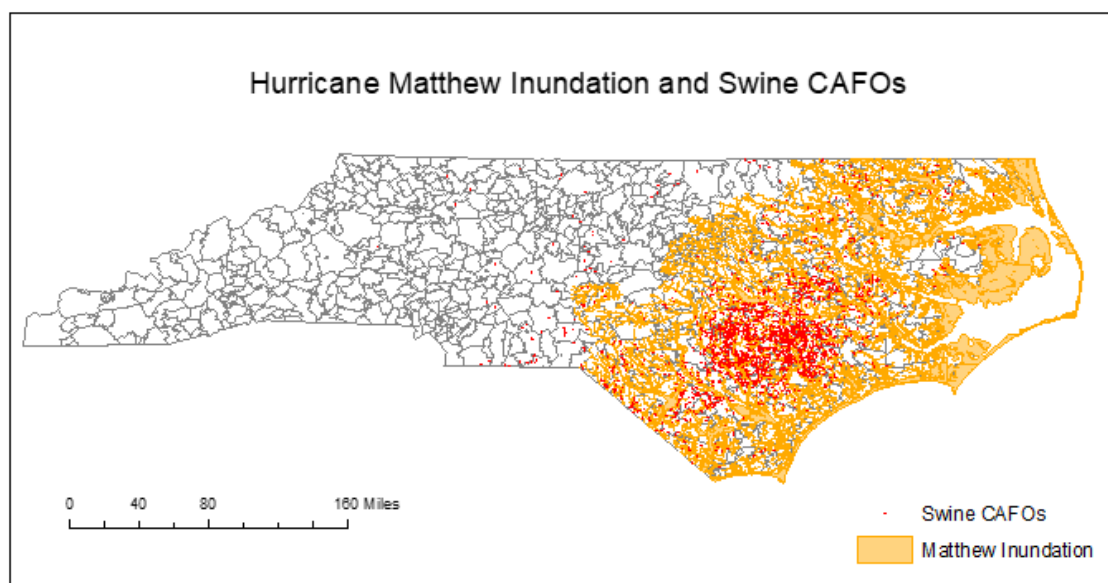 Hurricane Matthew Inundation and Swine CAFOs
0 40 80 160 Miles
Swine CAFOs
Matthew Inundation